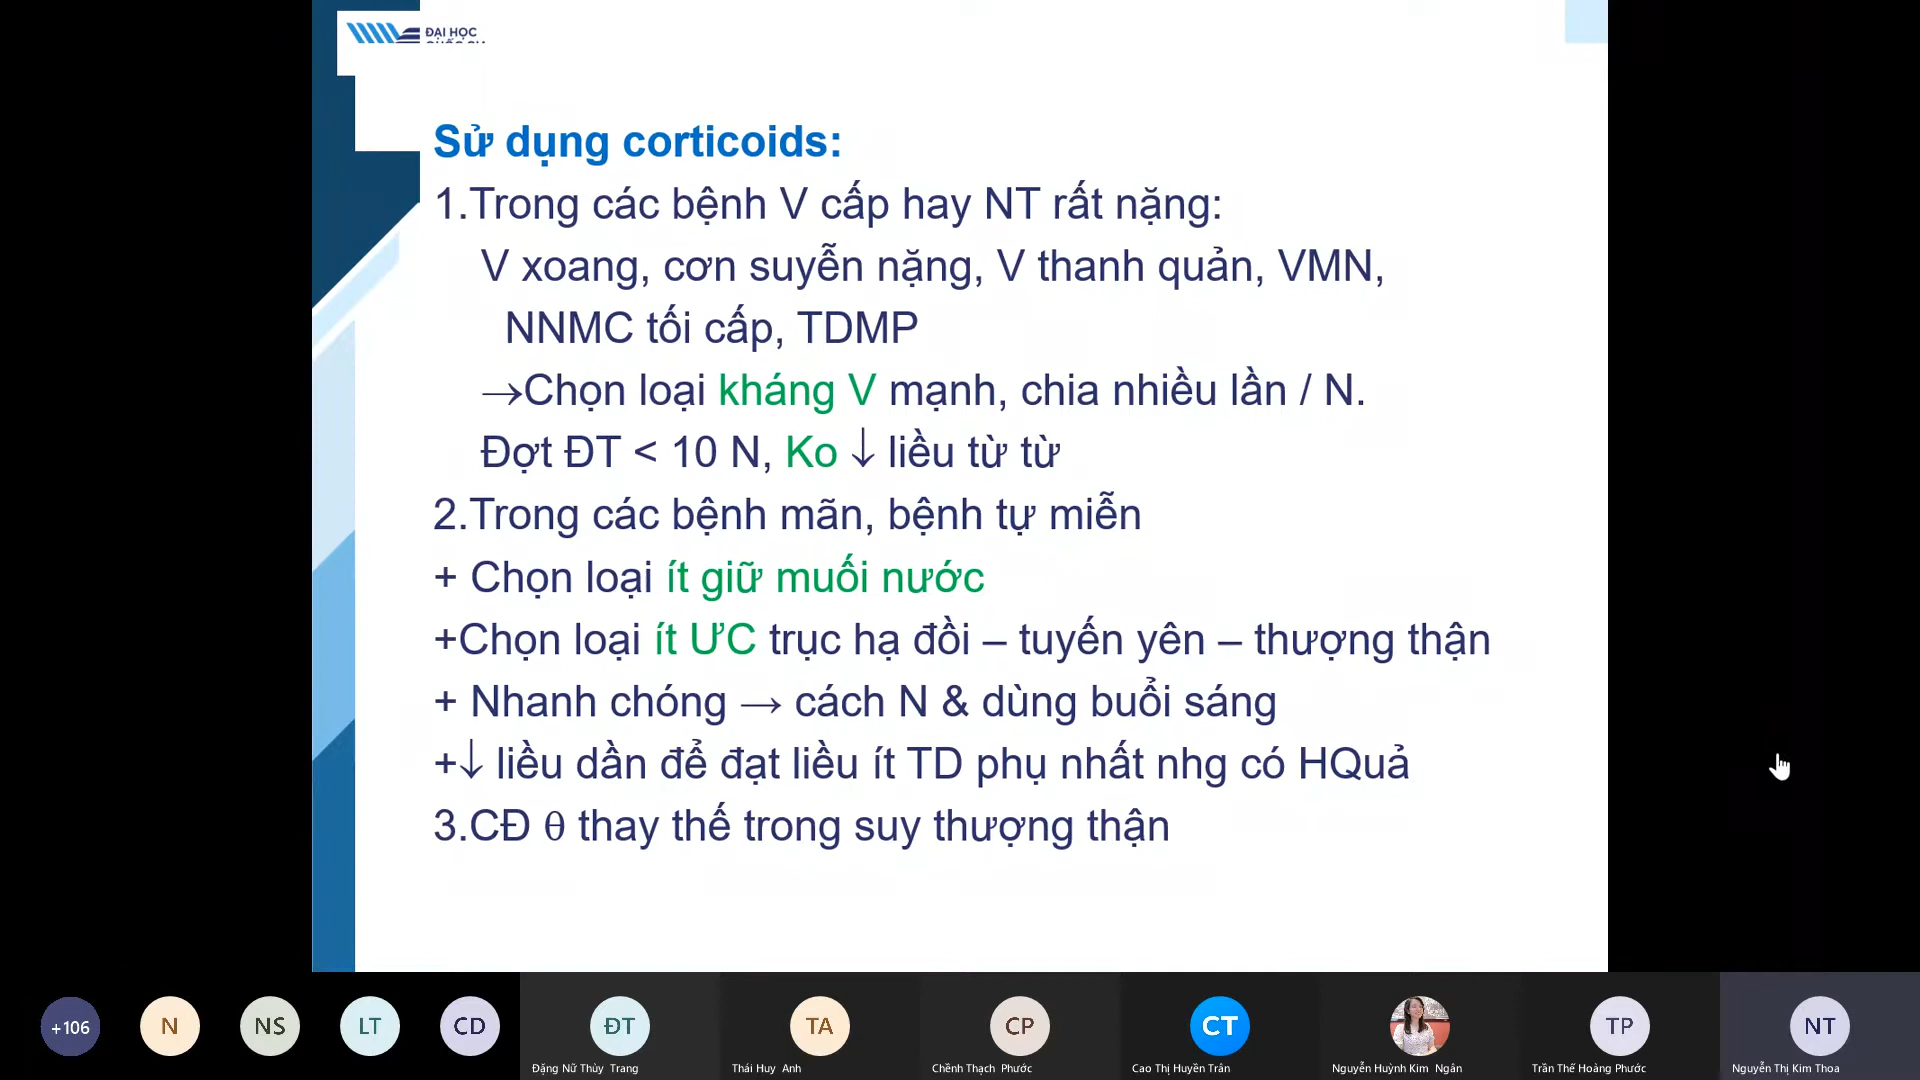 ĐẠI HỌC
Sử dụng corticoids:
1.Trong các bệnh V cấp hay NT rất nặng:
V xoang, cơn suyễn nặng, V thanh quản, VMN,
NNMC tối cấp, TDMP
→Chọn loại kháng V mạnh, chia nhiều lần / N.
Đợt ĐT < 10 N, Ko ↓ liều từ từ
2.Trong các bệnh mãn, bệnh tự miễn
+ Chọn loại ít giữ muối nước
+Chọn loại ít ƯC trục hạ đồi – tuyến yên – thượng thận
+ Nhanh chóng → cách N & dùng buổi sáng
+↓ liều dần để đạt liều ít TD phụ nhất nhg có HQuả
3.CĐ θ thay thế trong suy thượng thận
+106
N
NS
LT
CD
ĐT
TA
CP
CT
TP
NT
Đặng Nữ Thùy Trang
Thái Huy Anh
Chềnh Thạch Phước
Cao Thị Huyền Trân
Nguyễn Huỳnh Kim Ngân
Trần Thế Hoàng Phước
Nguyễn Thị Kim Thoa